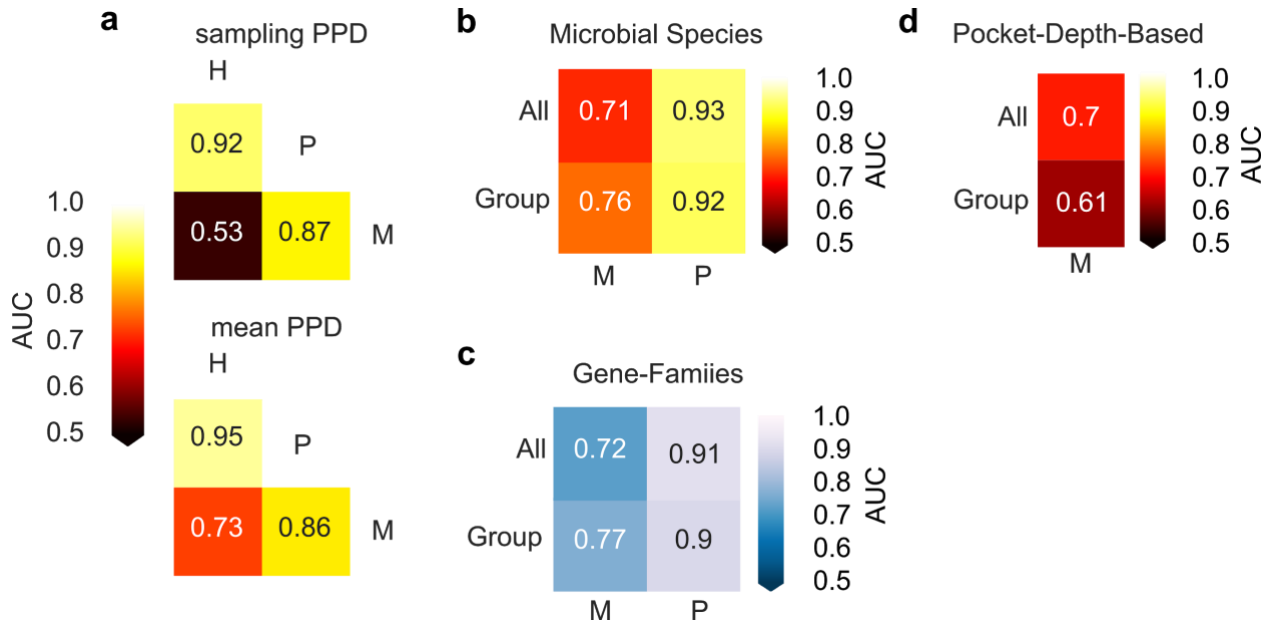 a
sampling PPD
H
0.92
P
0.53
0.87
M
1.0
0.9
0.8
0.7
0.6
0.5
AUC
mean PPD
H
0.95
P
0.73
0.86
M
b
Microbial Species
All
0.71
0.93
Group
0.76
0.92
M
P
1.0
0.9
0.8
0.7
0.6
0.5
AUC
c
Gene-Famiies
All
0.72
0.91
Group
0.77
0.9
M
P
1.0
0.9
0.8
0.7
0.6
0.5
AUC
d
Pocket-Depth-Based
All
0.7
Group
0.61
M
1.0
0.9
0.8
0.7
0.6
0.5
AUC